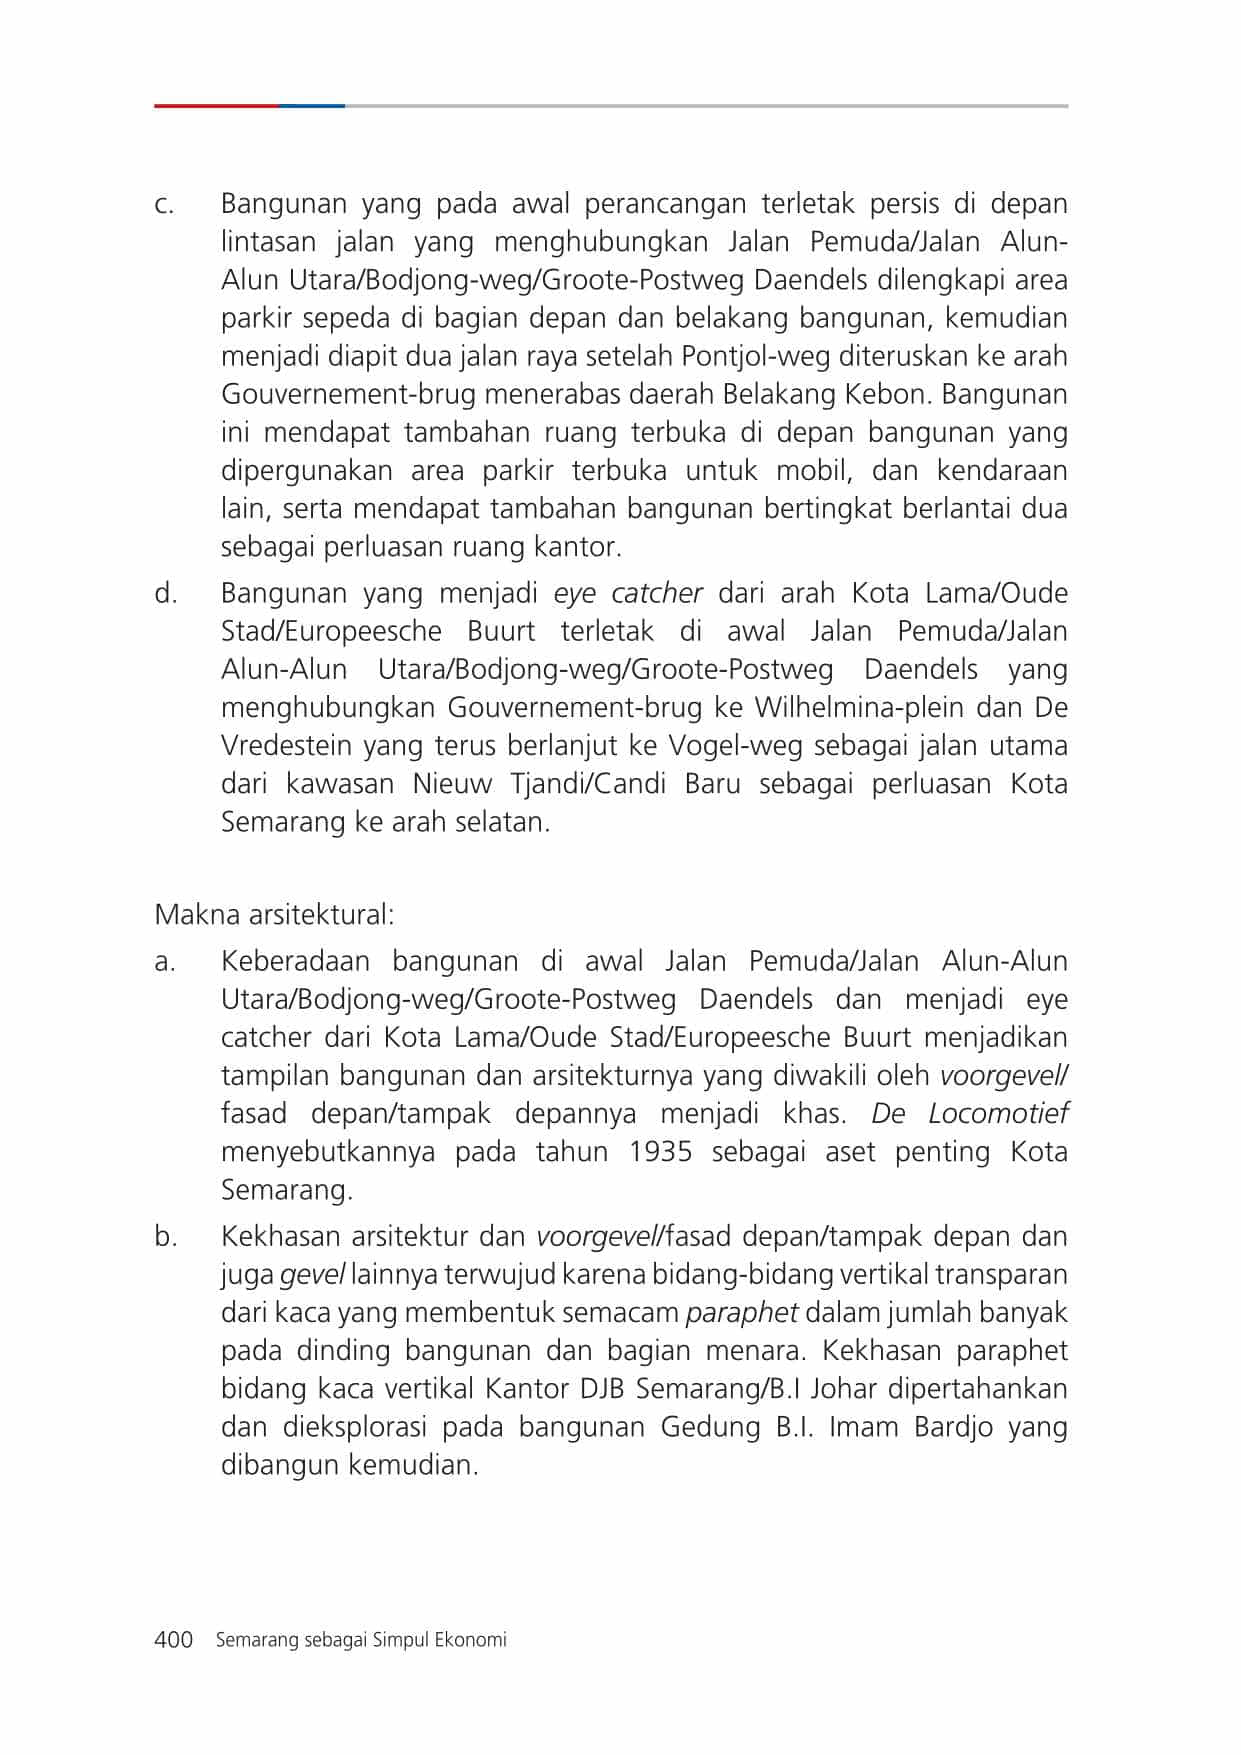 c. Bangunan yang pada awal perancangan terletak persis di depan
lintasan jalan yang menghubungkan Jalan Pemuda/Jalan Alun-
Alun Utara/Bodjong-weg/Groote-Postweg Daendels dilengkapi area
parkir sepeda di bagian depan dan belakang bangunan, kemudian
menjadi diapit dua jalan raya setelah Pontjol-weg diteruskan ke arah
Gouvernement-brug menerabas daerah Belakang Kebon. Bangunan
ini mendapat tambahan ruang terbuka di depan bangunan yang
dipergunakan area parkir terbuka untuk mobil, dan kendaraan
lain, serta mendapat tambahan bangunan bertingkat berlantai dua
sebagai perluasan ruang kantor.
d. Bangunan yang menjadi eye catcher dari arah Kota Lama/Oude
Stad/Europeesche Buurt terletak di awal Jalan Pemuda/Jalan
Alun-Alun Utara/Bodjong-weg/Groote-Postweg Daendels yang
menghubungkan Gouvernement-brug ke Wilhelmina-plein dan De
Vredestein yang terus berlanjut ke Vogel-weg sebagai jalan utama
dari kawasan Nieuw Tjandi/Candi Baru sebagai perluasan Kota
Semarang ke arah selatan.
Makna arsitektural:
a. Keberadaan bangunan di awal Jalan Pemuda/Jalan Alun-Alun
Utara/Bodjong-weg/Groote-Postweg Daendels dan menjadi eye
catcher dari Kota Lama/Oude Stad/Europeesche Buurt menjadikan
tampilan bangunan dan arsitekturnya yang diwakili oleh voorgevel/
fasad depan/tampak depannya menjadi khas. De Locomotief
menyebutkannya pada tahun 1935 sebagai aset penting Kota
Semarang.
b. Kekhasan arsitektur dan voorgevel/fasad depan/tampak depan dan
juga gevel lainnya terwujud karena bidang-bidang vertikal transparan
dari kaca yang membentuk semacam paraphet dalam jumlah banyak
pada dinding bangunan dan bagian menara. Kekhasan paraphet
bidang kaca vertikal Kantor DJB Semarang/B.I Johar dipertahankan
dan dieksplorasi pada bangunan Gedung B.I. Imam Bardjo yang
dibangun kemudian.
400 Semarang sebagai Simpul Ekonomi